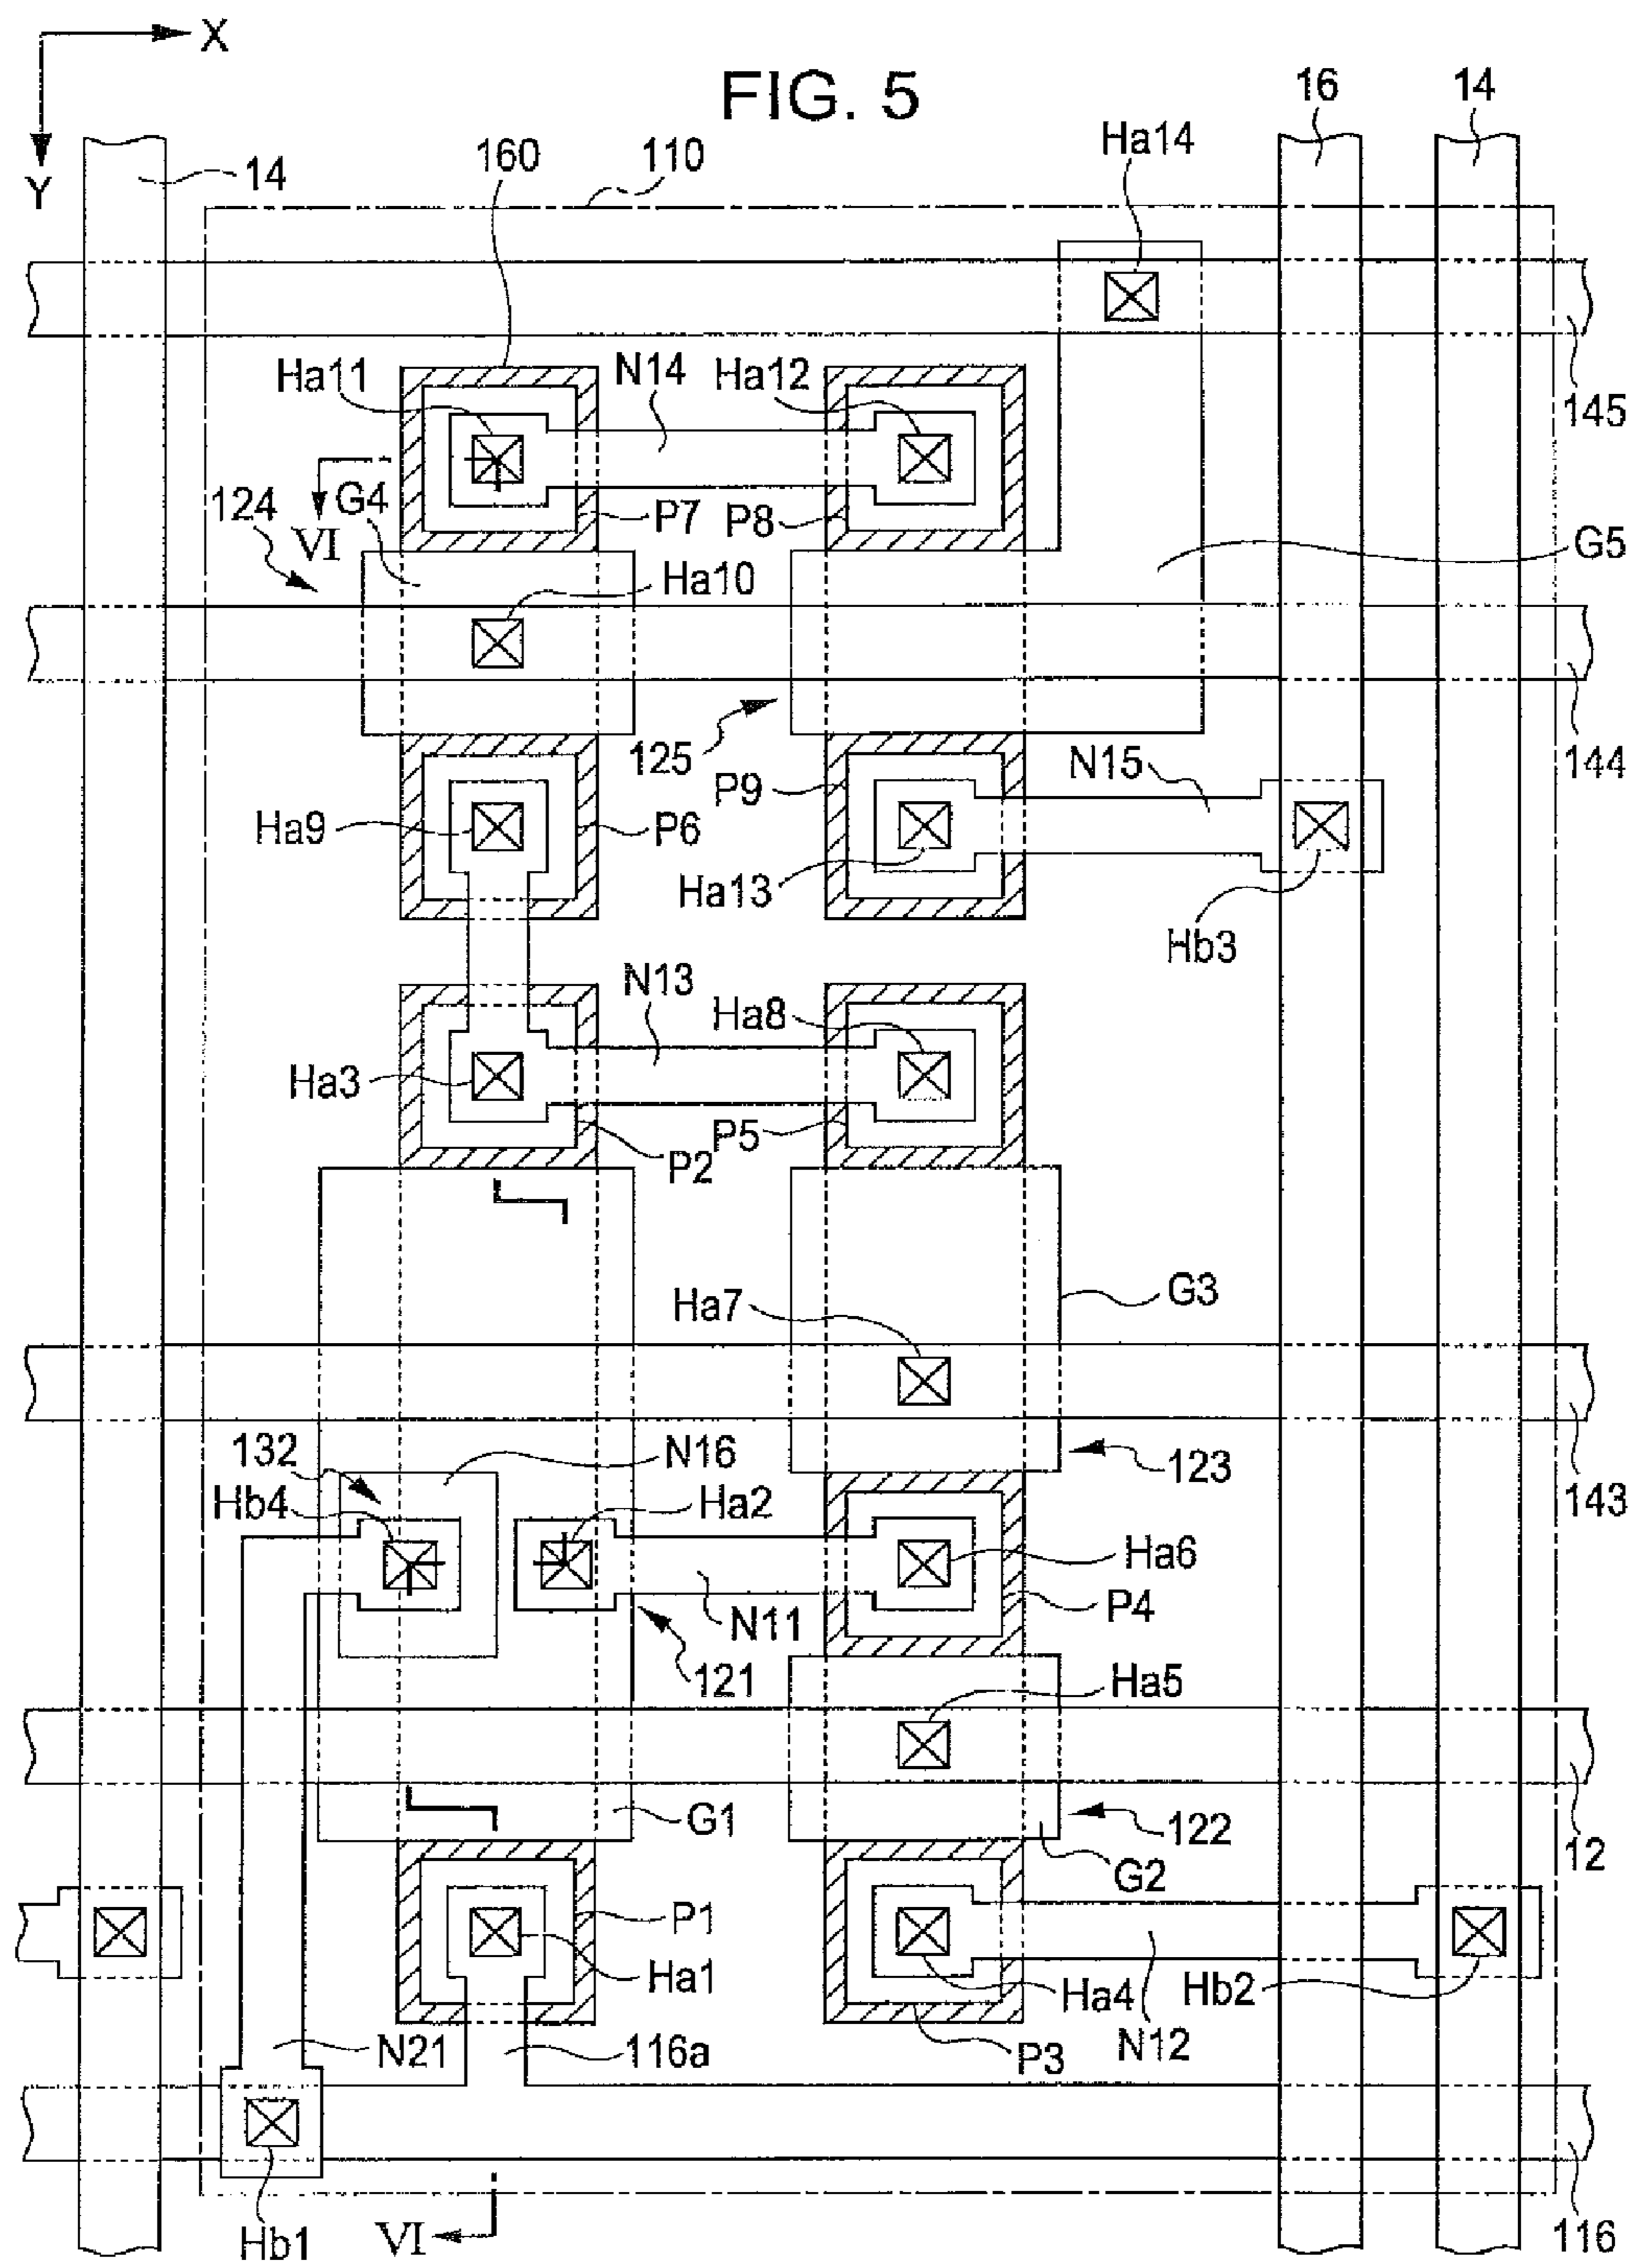 X
FIG. 5
16
14
Ha14
Y
14
160
110
Ha11
N14
Ha12
145
124
G4
P7
P8
G5
VI
Ha10
125
N15
144
P9
Ha9
P6
Ha13
Hb3
N13
Ha8
Ha3
P5
P2
G3
Ha7
132
N16
123
Hb4
Ha2
143
Ha6
P4
N11
121
Ha5
G1
122
12
G2
P1
Ha1
Ha4
Hb2
N21
116a
P3
N12
Hb1
VI
116